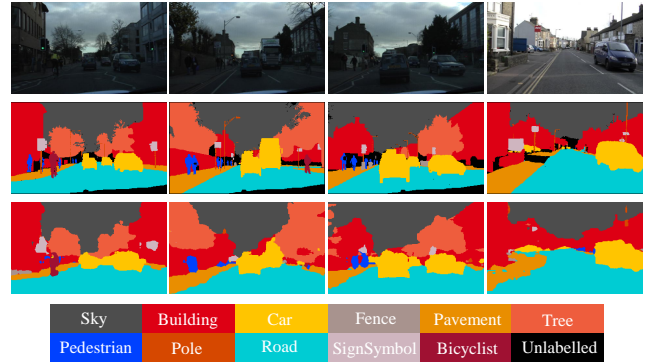 Sky Building Car Fence Pavement Tree
Pedestrian Pole Road SignSymbol Bicyclist Unlabelled